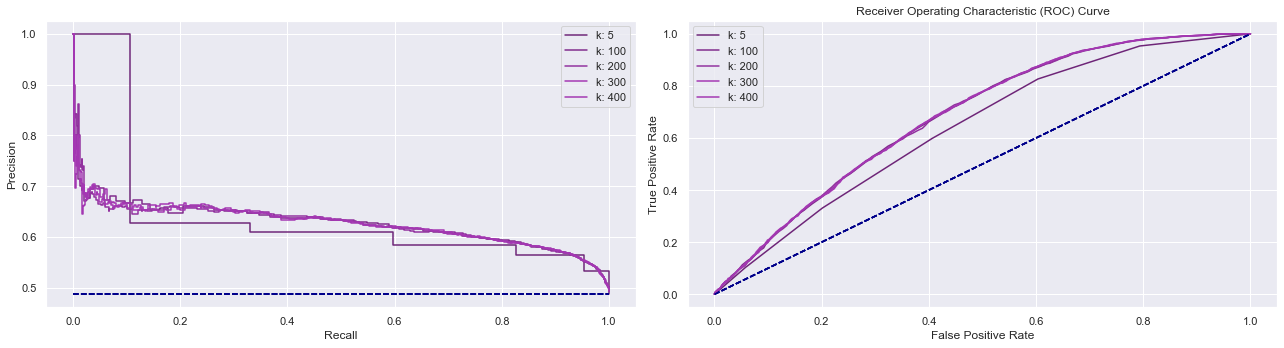 Receiver Operating Characteristic (ROC) Curve
1.0
0.9
0.8
0.7
0.6
0.5
Precision
k: 5
k: 100
k: 200
k: 300
k: 400
0.0 0.2 0.4 0.6 0.8 1.0
Recall
1.0
0.8
0.6
0.4
0.2
0.0
True Positive Rate
k: 5
k: 100
k: 200
k: 300
k: 400
0.0 0.2 0.4 0.6 0.8 1.0
False Positive Rate